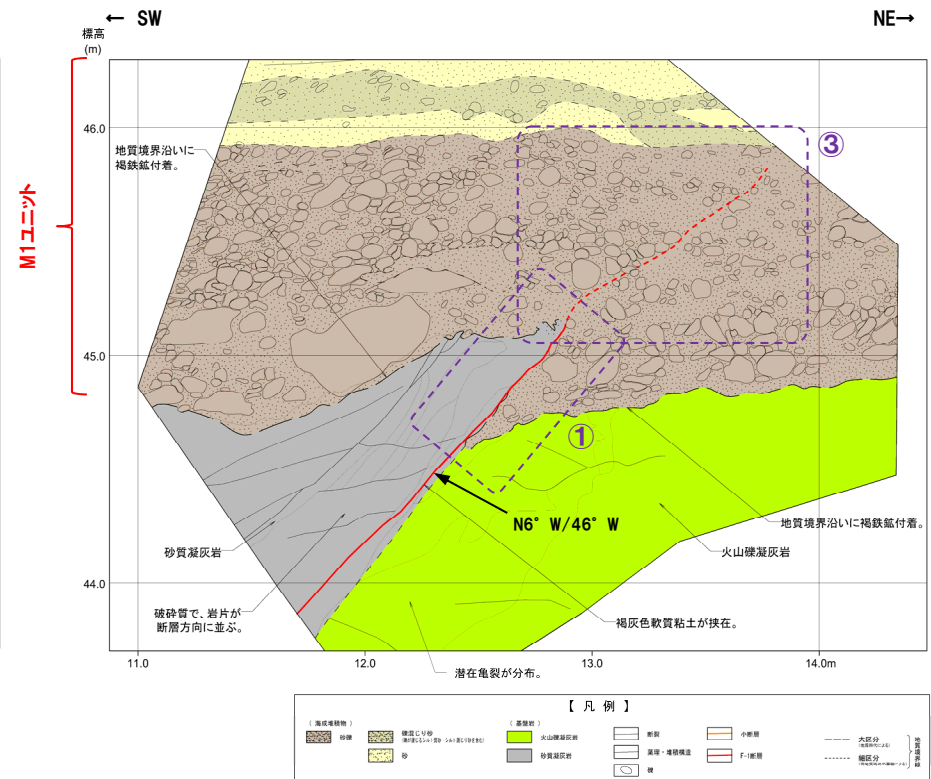 ← SW
NE→
標高
(m)
46.0
45.0
44.0
M1ユニット
地質境界沿いに
褐鉄鉱付着。
③
①
N6°W/46°W
地質境界沿いに褐鉄鉱付着。
砂質凝灰岩
火山礫凝灰岩
破砕質で、岩片が
断層方向に並ぶ。
褐灰色軟質粘土が挟在。
潜在亀裂が分布。
11.0
12.0
13.0
14.0m
【 凡 例 】
( 海成堆積物 )
砂礫
礫混じり砂
砂
( 基盤岩 )
火山礫凝灰岩
砂質凝灰岩
断裂
葉理・堆積構造
礫
小断層
F-1断層
大区分
細区分
地質境界線